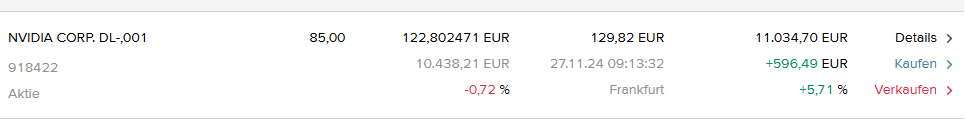 NVIDIA CORP. DL-,001 85,00 122,802471 EUR 129,82 EUR 11.034,70 EUR Details
918422 10.438,21 EUR 27.11.24 09:13:32 +596,49 EUR Kaufen
Aktie -0,72 % Frankfurt +5,71 % Verkaufen